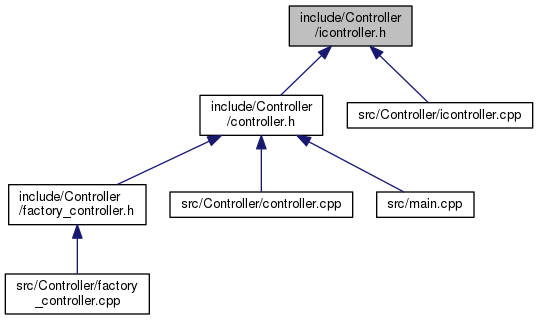 include/Controller
/icontroller.h
include/Controller
/controller.h
src/Controller/icontroller.cpp
include/Controller
/factory_controller.h
src/Controller/controller.cpp
src/main.cpp
src/Controller/factory
_controller.cpp